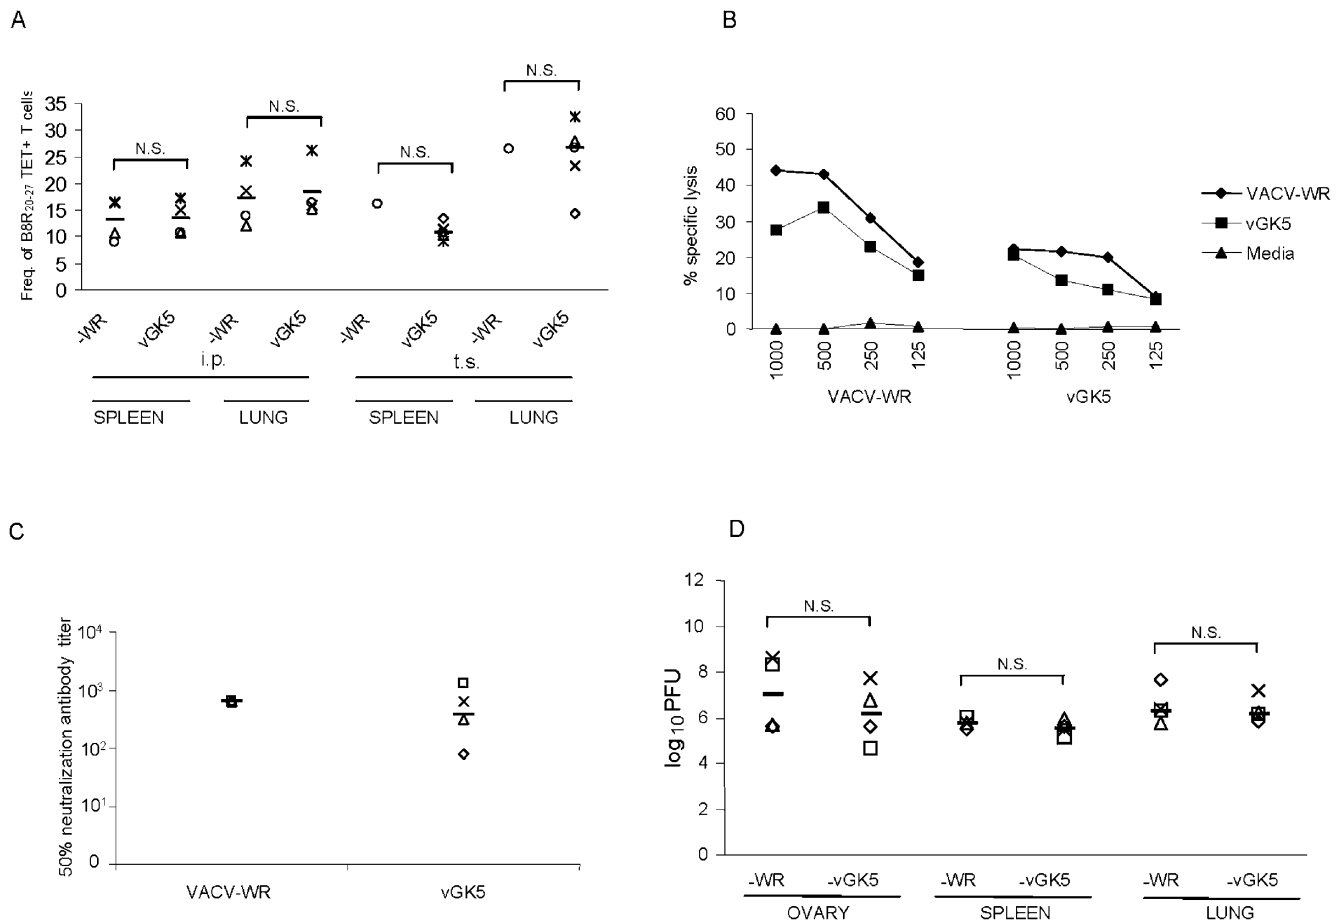 A
Freq. of B8R20-27 TET+ T cells
35
30
25
20
15
10
5
0
N.S.
N.S.
N.S.
N.S.
-WR
vGK5
-WR
vGK5
-WR
vGK5
-WR
vGK5
i.p.
t.s.
SPLEEN
LUNG
SPLEEN
LUNG
B
% specific lysis
60
50
40
30
20
10
0
1000
500
250
125
1000
500
250
125
VACV-WR
vGK5
VACV-WR
vGK5
Media
C
50% neutralization antibody titer
10^4
10^3
10^2
10^1
0
VACV-WR
vGK5
D
log10PFU
12
10
8
6
4
2
0
N.S.
N.S.
N.S.
-WR
-vGK5
-WR
-vGK5
-WR
-vGK5
OVARY
SPLEEN
LUNG